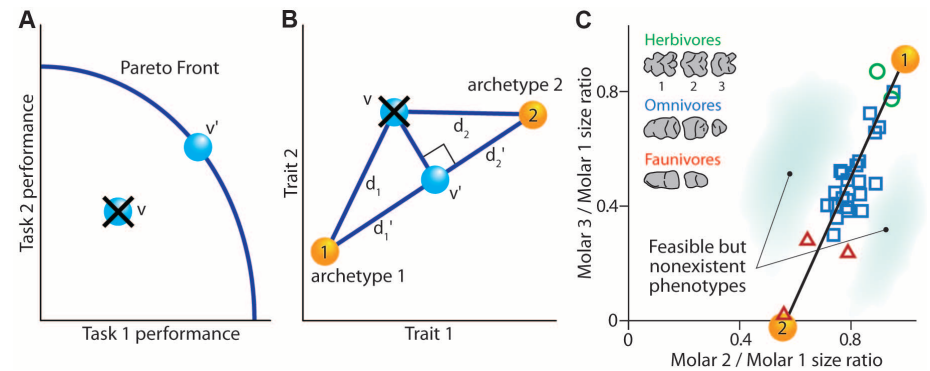 A
Task 2 performance
Pareto Front
v'
v
Task 1 performance
B
Trait 2
v
archetype 2
2
d2
d2'
d1
v'
d1'
1
archetype 1
Trait 1
C
Molar 3 / Molar 1 size ratio
0.8
0.4
0
Herbivores
1 2 3
Omnivores
Faunivores
1
Feasible but
nonexistent
phenotypes
2
0 0.4 0.8
Molar 2 / Molar 1 size ratio